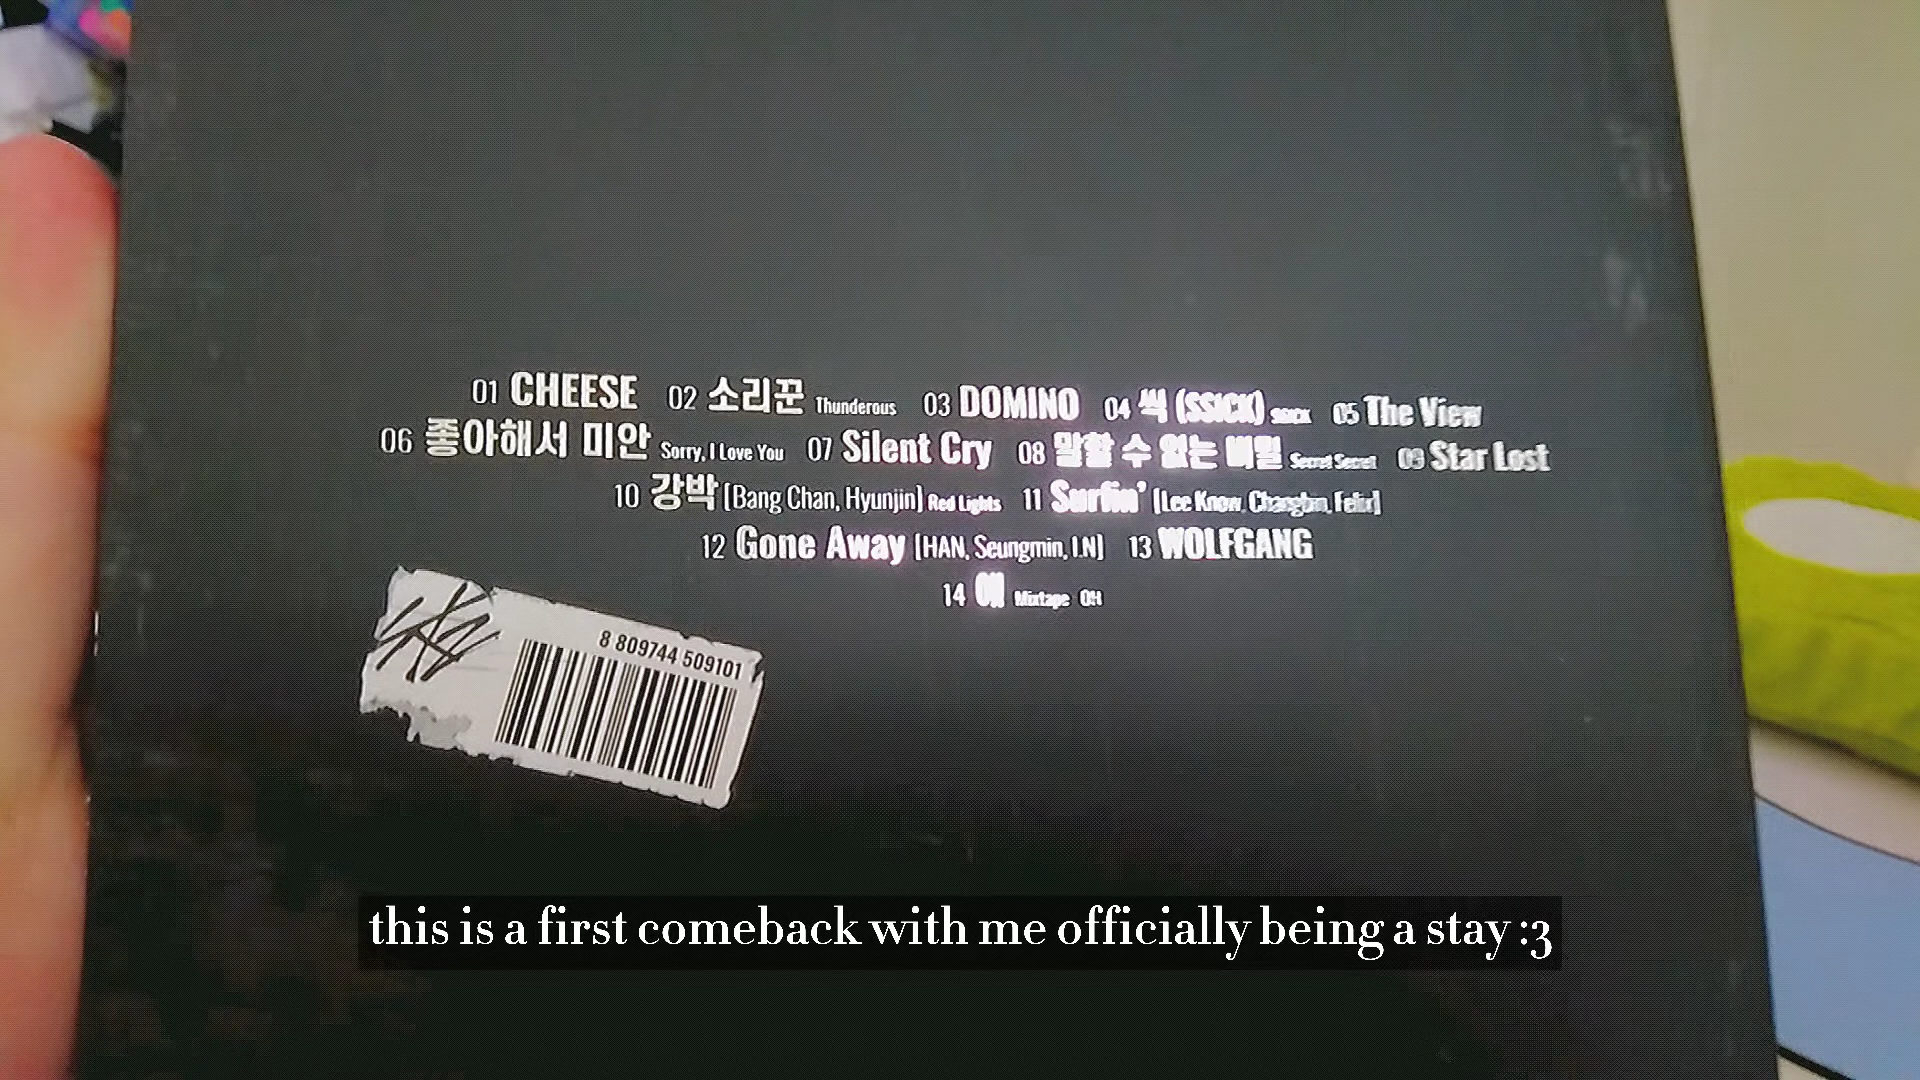 01 CHEESE 02 소리꾼 Thunderous 03 DOMINO 04 씩 (SSICK) SSICK 05 The View
06 좋아해서 미안 Sorry, I Love You 07 Silent Cry 08 말할 수 없는 비밀 Secret Secret 09 Star Lost
10 강박 [Bang Chan, Hyunjin] Red Lights 11 Surfin' [Lee Know, Changbin, Felix]
12 Gone Away [HAN, Seungmin, I.N] 13 WOLFGANG
14 애 Mixtape OH
8 809744 509101
this is a first comeback with me officially being a stay :3